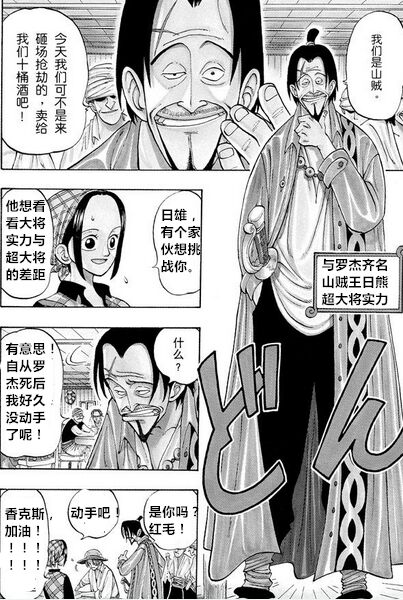 我们是山贼。
今天我们可不是来
砸场抢劫的，卖给
我们十桶酒吧！
与罗杰齐名
山贼王日熊
超大将实力
日雄，
有个家
伙想挑
战你。
他想看
看大将
实力与
超大将
的差距
什么？
有意思！
自从罗
杰死后
我好久
没动手
了呢！
是你吗？
红毛？
动手吧！
香克斯，
加油！！
！！！
！！！
どん